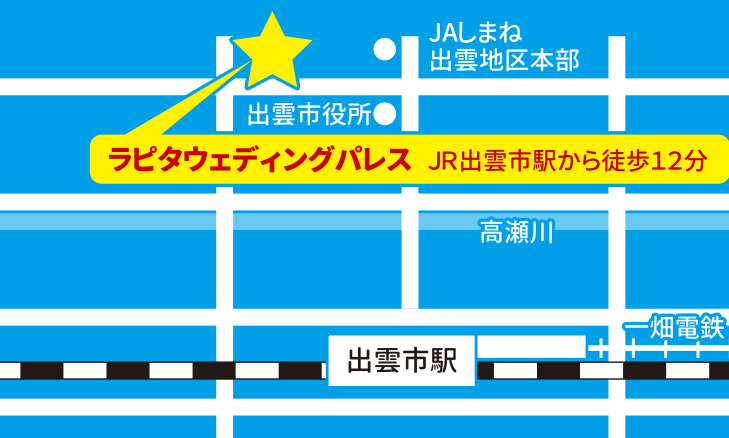 JAしまね
出雲地区本部
出雲市役所
ラピタウェディングパレス JR出雲市駅から徒歩12分
高瀬川
一畑電鉄
出雲市駅